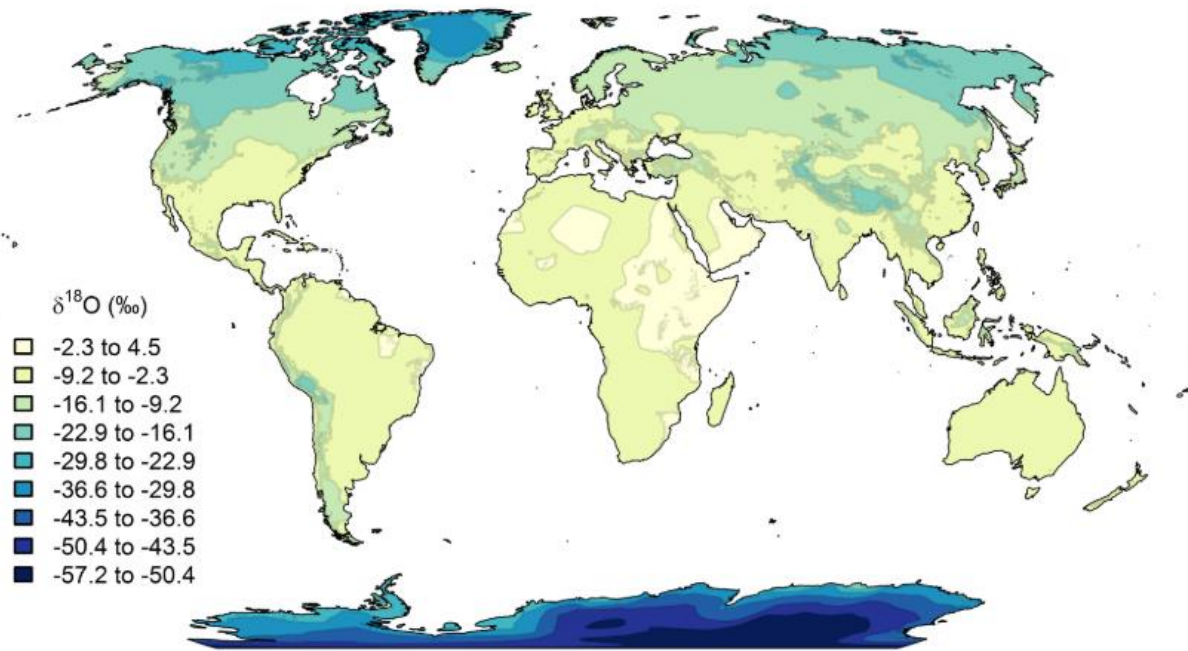 δ¹⁸O (‰)
-2.3 to 4.5
-9.2 to -2.3
-16.1 to -9.2
-22.9 to -16.1
-29.8 to -22.9
-36.6 to -29.8
-43.5 to -36.6
-50.4 to -43.5
-57.2 to -50.4